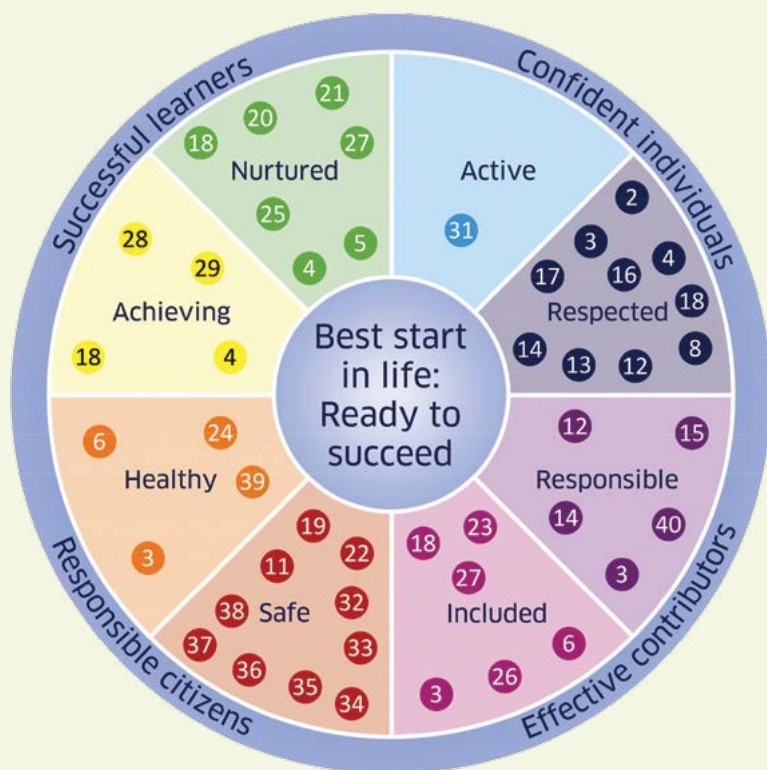 Successful learners
Confident individuals
Responsible citizens
Effective contributors
Best start
in life:
Ready to
succeed
Nurtured
21
20
18
27
25
5
4
Active
31
Respected
2
3
4
17
16
18
14
13
12
8
Responsible
12
15
14
40
3
Included
23
18
27
6
26
3
Safe
19
22
11
32
38
33
37
36
35
34
Healthy
6
24
39
3
Achieving
28
29
18
4